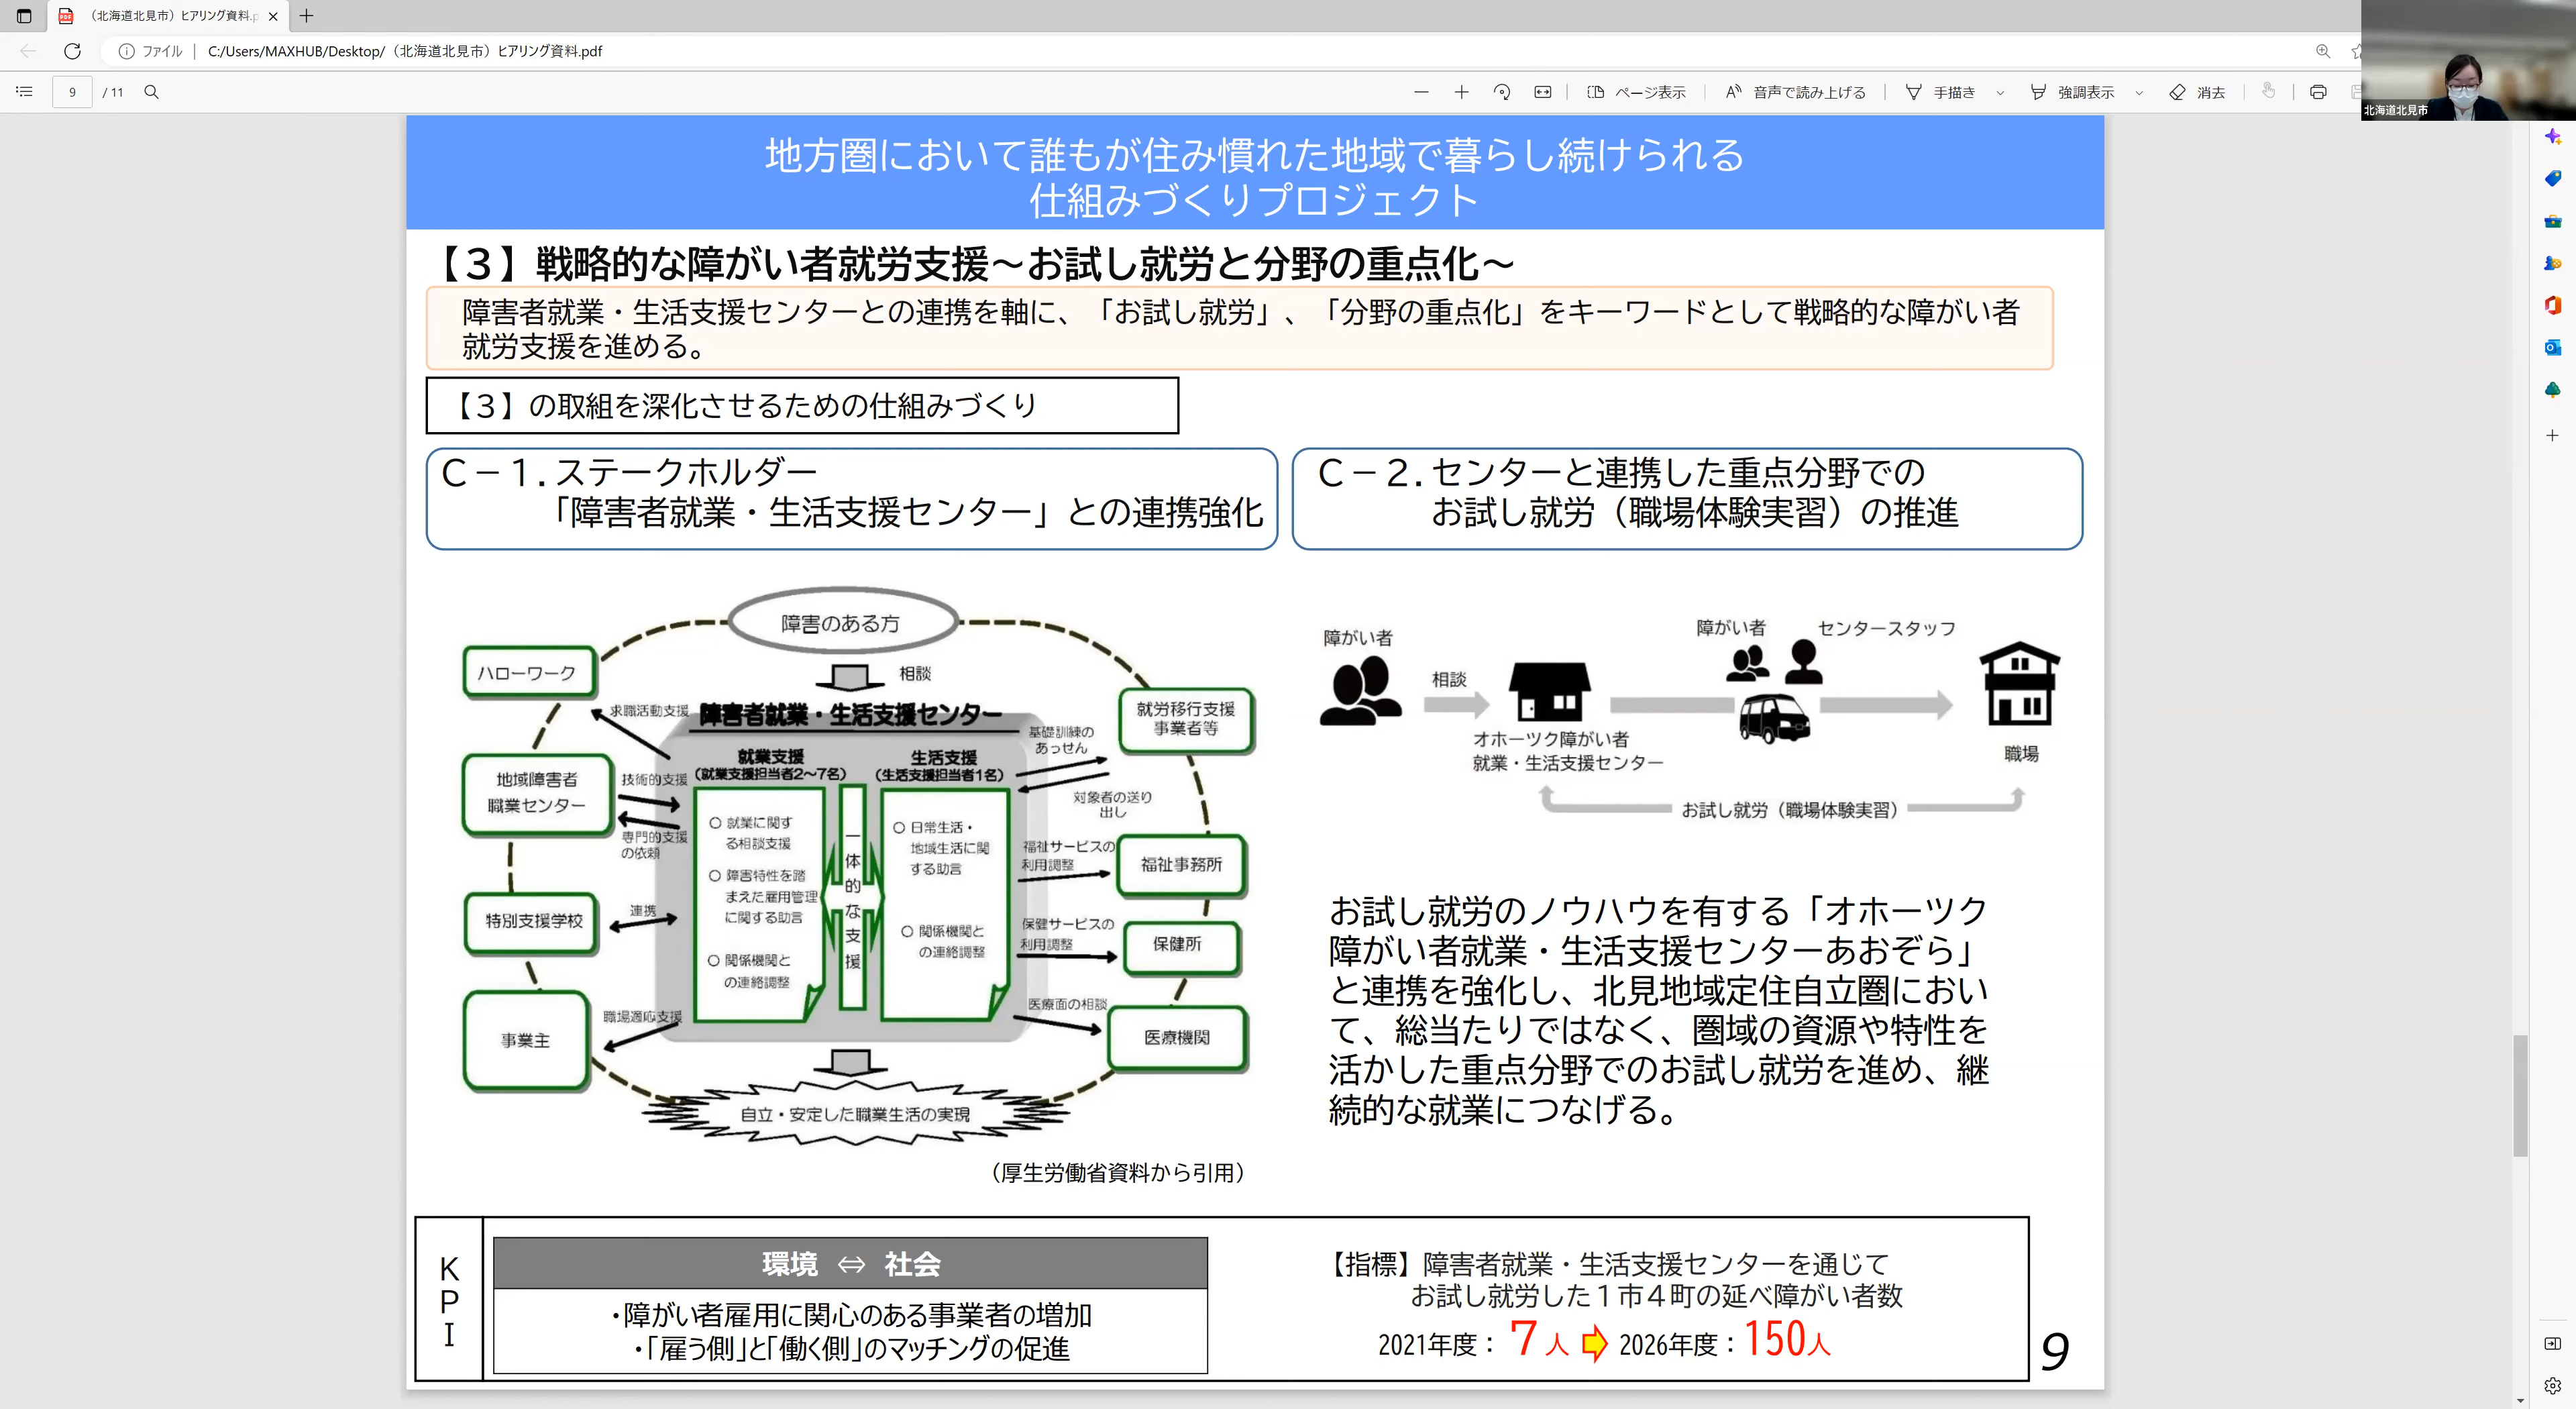 （北海道北見市）ヒアリング資料.p
ファイル
C:/Users/MAXHUB/Desktop/（北海道北見市）ヒアリング資料.pdf
9
/ 11
ページ表示
音声で読み上げる
手描き
強調表示
消去
北海道北見市
地方圏において誰もが住み慣れた地域で暮らし続けられる
仕組みづくりプロジェクト
【３】戦略的な障がい者就労支援～お試し就労と分野の重点化～
障害者就業・生活支援センターとの連携を軸に、「お試し就労」、「分野の重点化」をキーワードとして戦略的な障がい者
就労支援を進める。
【３】の取組を深化させるための仕組みづくり
Ｃ－１．ステークホルダー
「障害者就業・生活支援センター」との連携強化
Ｃ－２．センターと連携した重点分野での
お試し就労（職場体験実習）の推進
障害のある方
相談
ハローワーク
求職活動支援
地域障害者
職業センター
技術的支援
専門的支援
の依頼
特別支援学校
連携
事業主
職場適応支援
障害者就業・生活支援センター
就業支援
（就業支援担当者2～7名）
○ 就業に関す
る相談支援
○ 障害特性を踏
まえた雇用管理
に関する助言
○ 関係機関と
の連絡調整
一体的な支援
生活支援
（生活支援担当者1名）
○ 日常生活・
地域生活に関
する助言
○ 関係機関と
の連絡調整
基礎訓練の
あっせん
対象者の送り
出し
就労移行支援
事業者等
福祉サービスの
利用調整
福祉事務所
保健サービスの
利用調整
保健所
医療面の相談
医療機関
自立・安定した職業生活の実現
（厚生労働省資料から引用）
障がい者
相談
オホーツク障がい者
就業・生活支援センター
障がい者
センタースタッフ
職場
お試し就労（職場体験実習）
お試し就労のノウハウを有する「オホーツク
障がい者就業・生活支援センターあおぞら」
と連携を強化し、北見地域定住自立圏におい
て、総当たりではなく、圏域の資源や特性を
活かした重点分野でのお試し就労を進め、継
続的な就業につなげる。
KPI
環境 ⇔ 社会
・障がい者雇用に関心のある事業者の増加
・「雇う側」と「働く側」のマッチングの促進
【指標】障害者就業・生活支援センターを通じて
お試し就労した１市４町の延べ障がい者数
2021年度： 7人 2026年度：150人
9